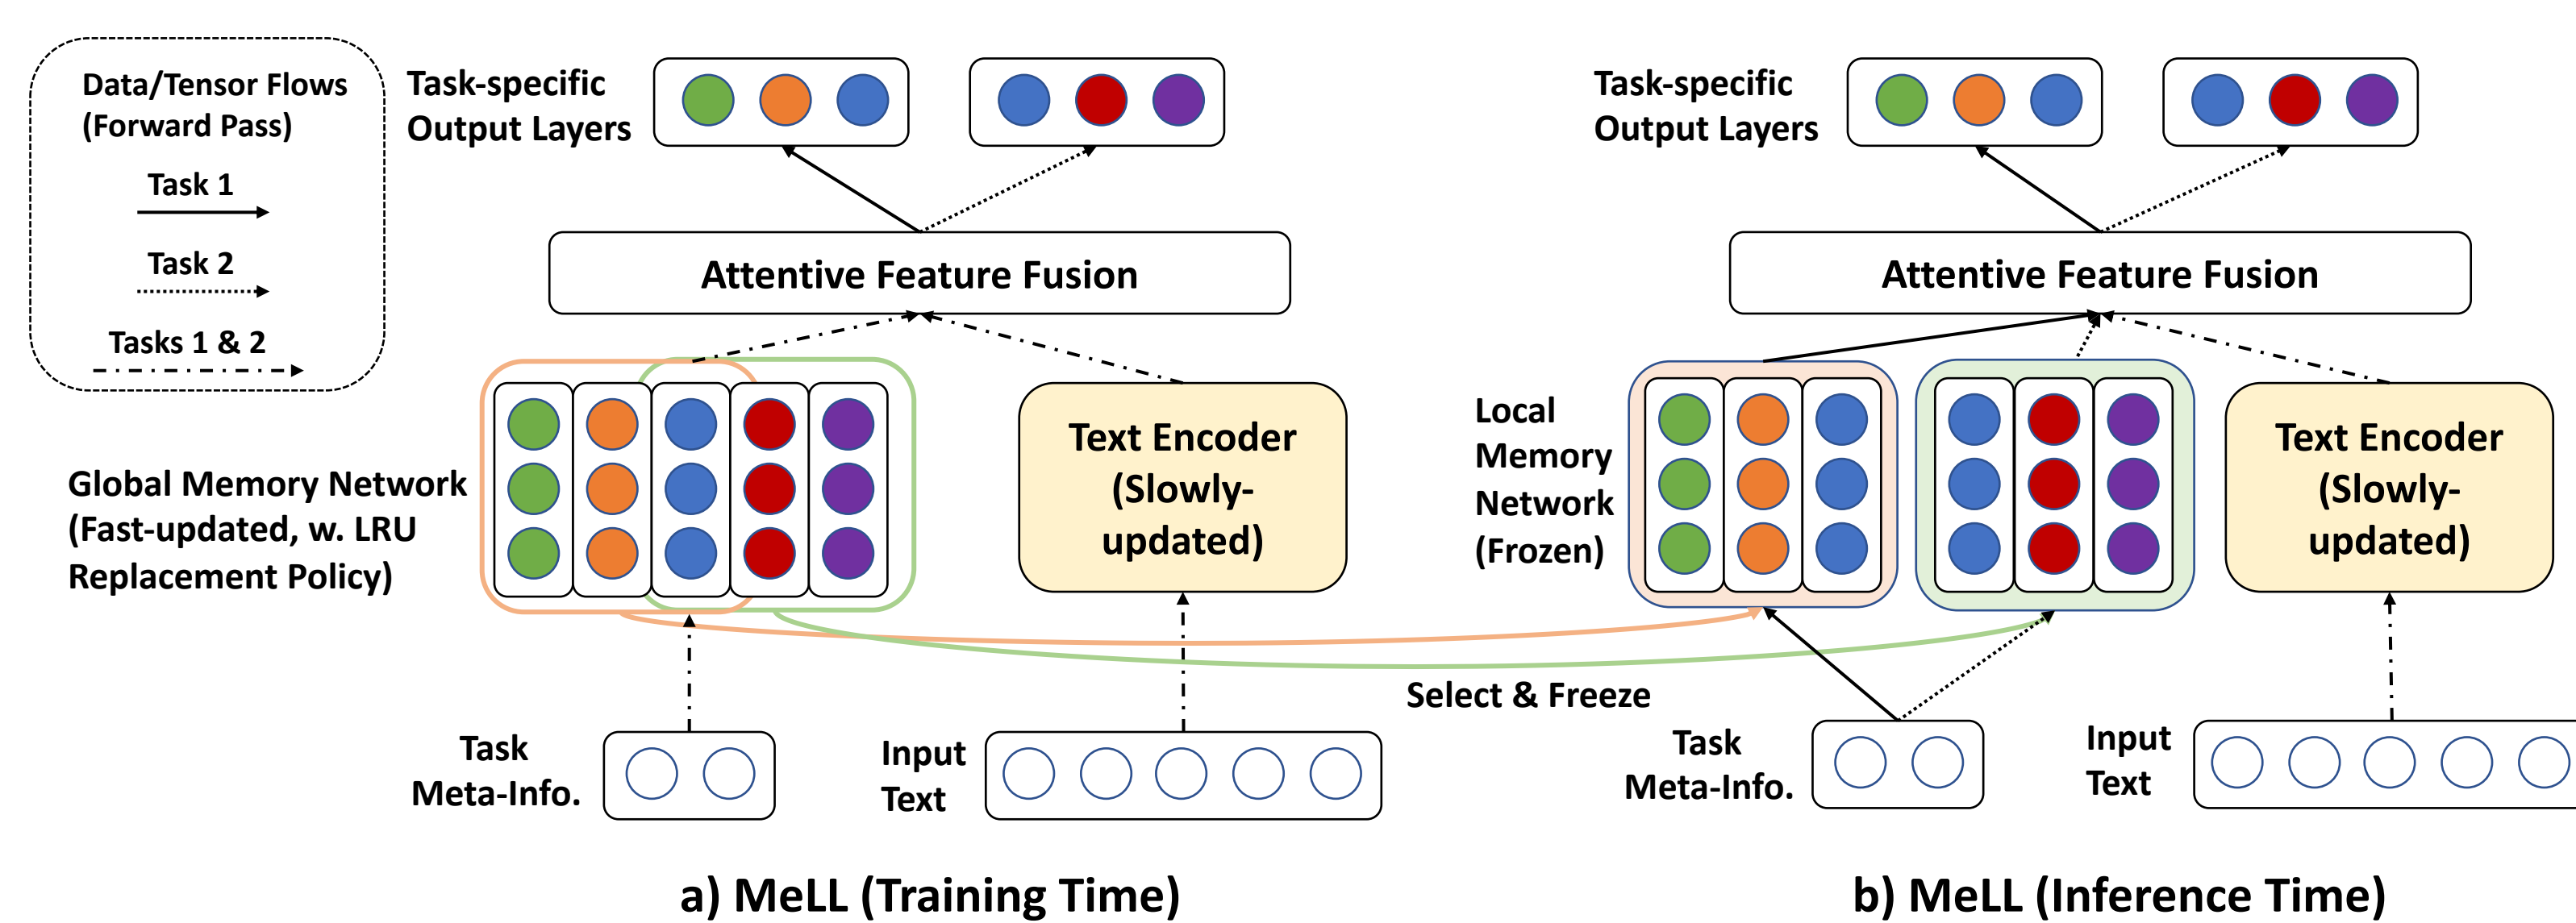 Data/Tensor Flows
(Forward Pass)
Task 1
Task 2
Tasks 1 & 2
Task-specific
Output Layers
Attentive Feature Fusion
Global Memory Network
(Fast-updated, w. LRU
Replacement Policy)
Text Encoder
(Slowly-
updated)
Task
Meta-Info.
Input
Text
a) MeLL (Training Time)
Select & Freeze
Task-specific
Output Layers
Attentive Feature Fusion
Local
Memory
Network
(Frozen)
Text Encoder
(Slowly-
updated)
Task
Meta-Info.
Input
Text
b) MeLL (Inference Time)